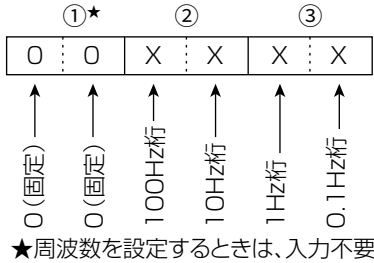 ①★ ② ③
0 0 X X X X
0（固定）
0（固定）
100Hz桁
10Hz桁
1Hz桁
0.1Hz桁
★周波数を設定するときは、入力不要